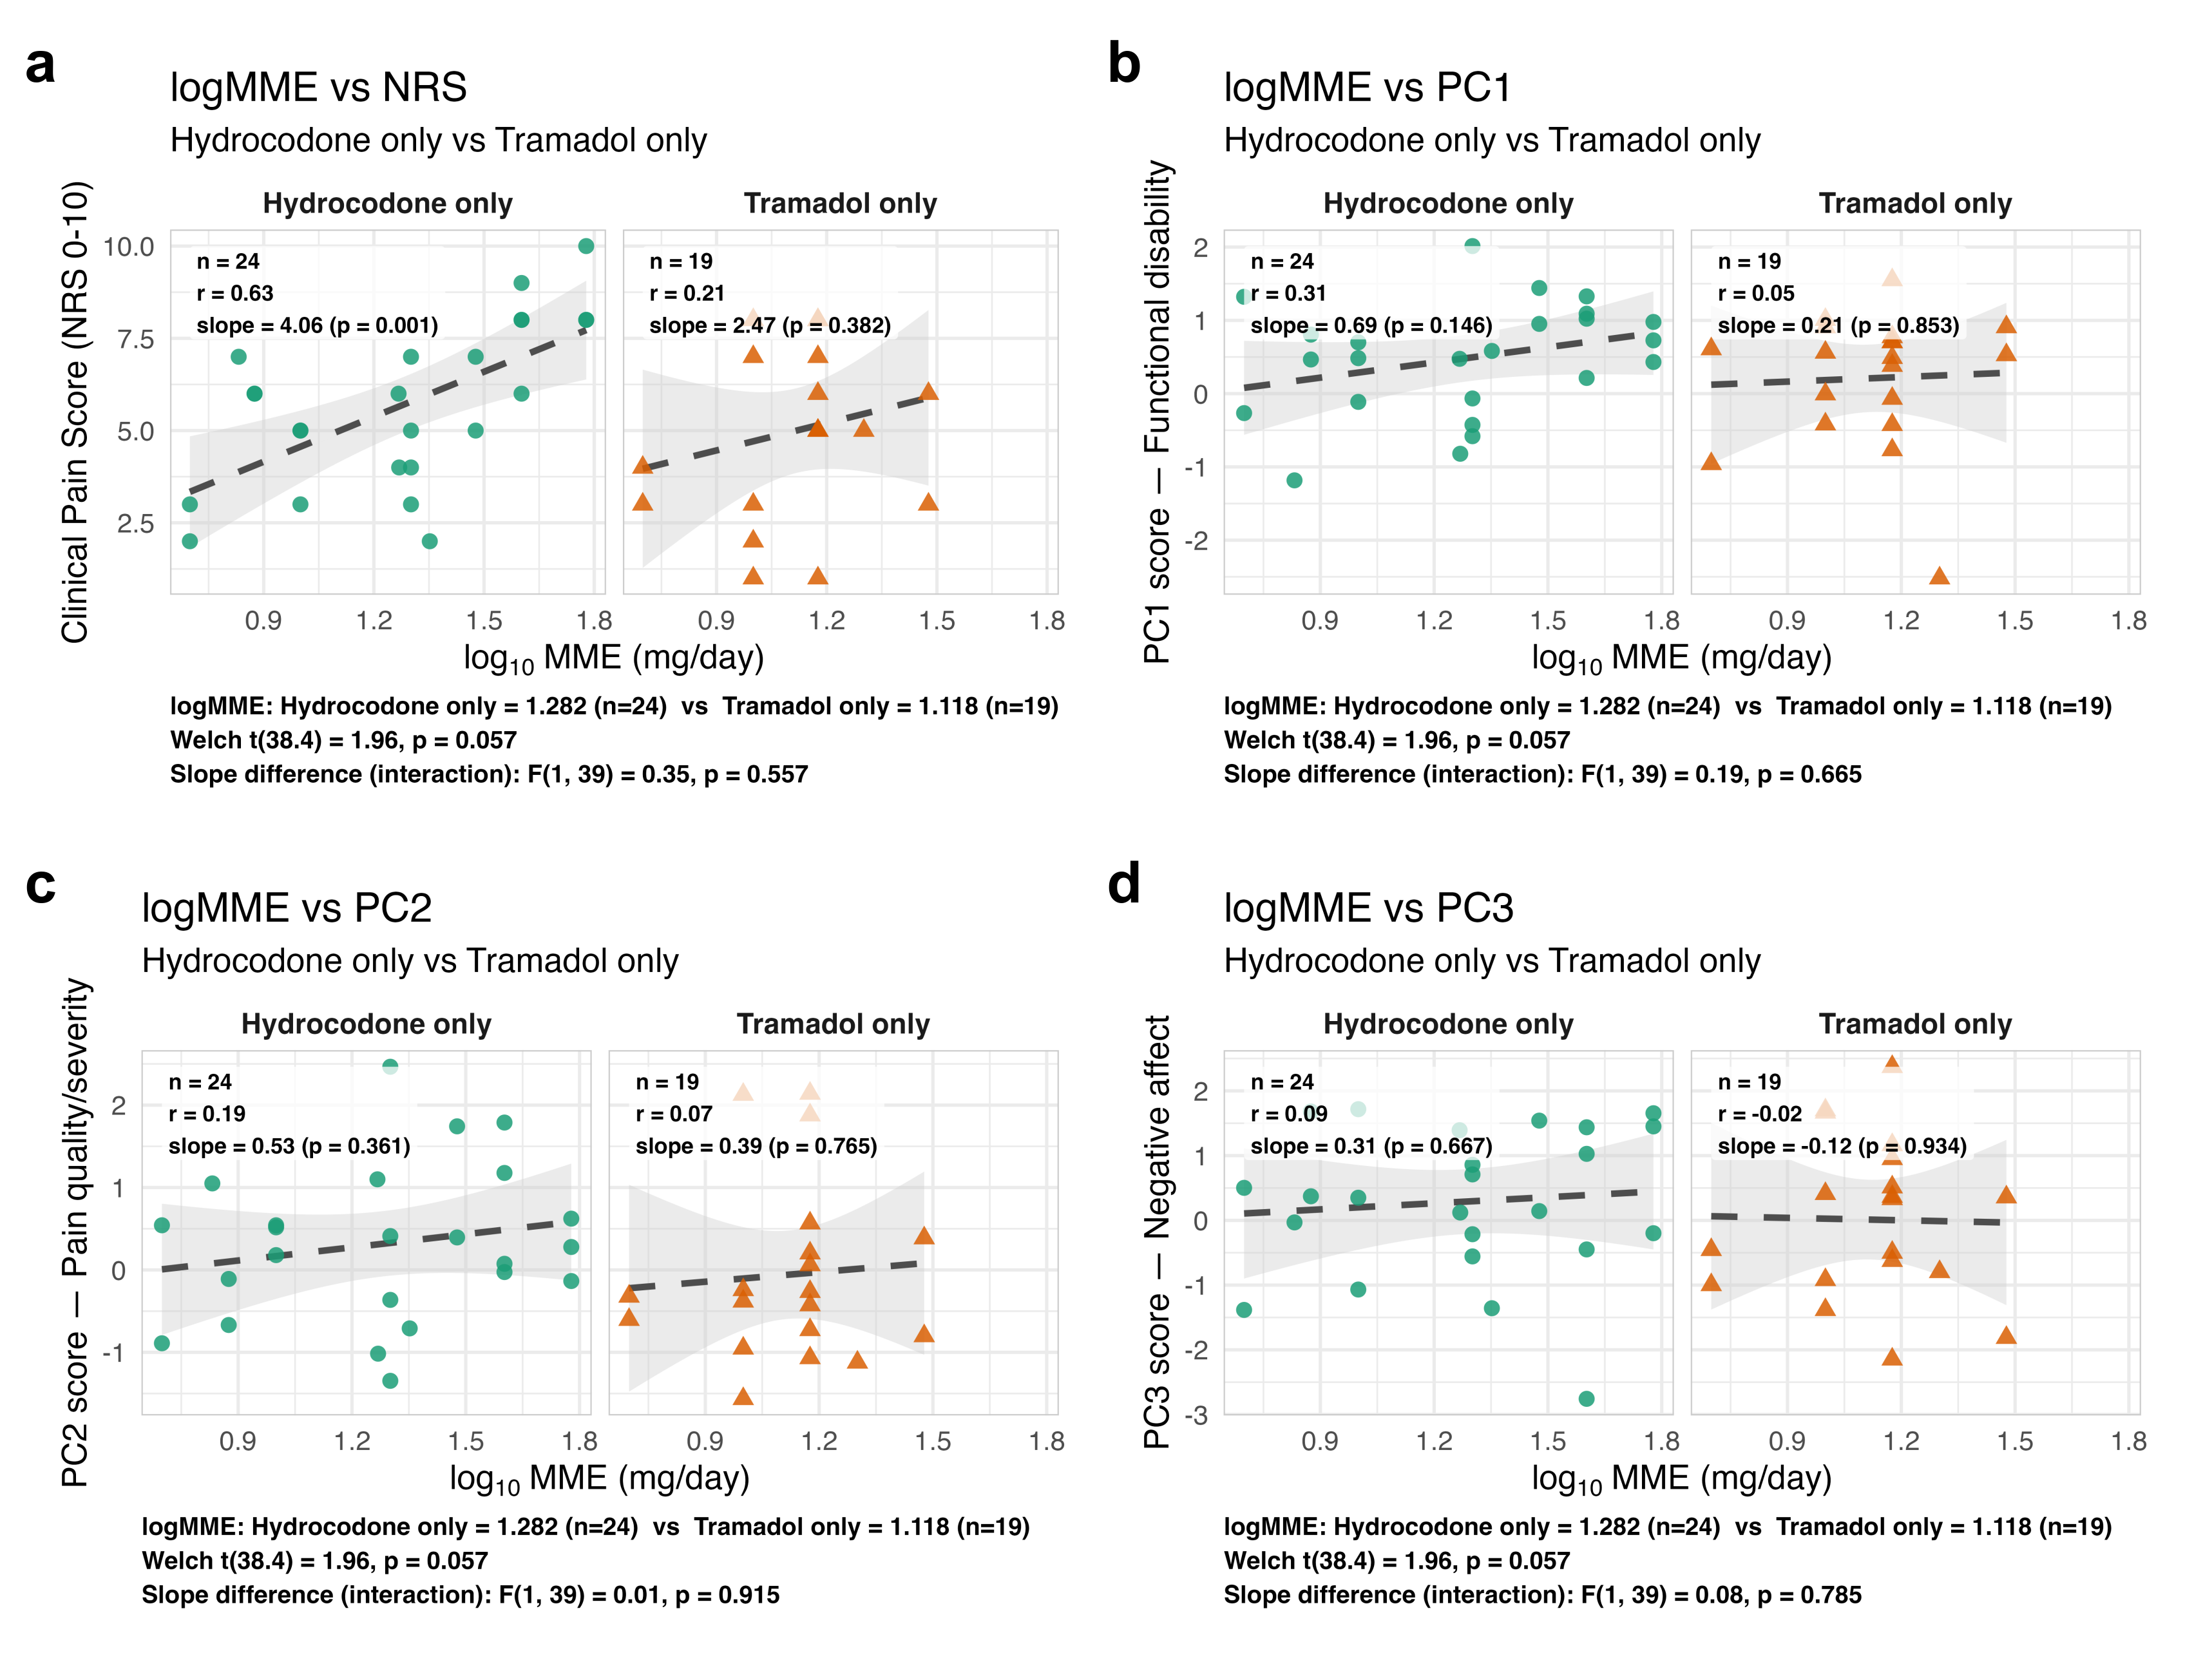 a
logMME vs NRS
Hydrocodone only vs Tramadol only
Clinical Pain Score (NRS 0-10)
Hydrocodone only
Tramadol only
10.0
7.5
5.0
2.5
n = 24
r = 0.63
slope = 4.06 (p = 0.001)
n = 19
r = 0.21
slope = 2.47 (p = 0.382)
0.9 1.2 1.5 1.8
0.9 1.2 1.5 1.8
log10 MME (mg/day)
logMME: Hydrocodone only = 1.282 (n=24) vs Tramadol only = 1.118 (n=19)
Welch t(38.4) = 1.96, p = 0.057
Slope difference (interaction): F(1, 39) = 0.35, p = 0.557
b
logMME vs PC1
Hydrocodone only vs Tramadol only
PC1 score — Functional disability
Hydrocodone only
Tramadol only
2
1
0
-1
-2
n = 24
r = 0.31
slope = 0.69 (p = 0.146)
n = 19
r = 0.05
slope = 0.21 (p = 0.853)
0.9 1.2 1.5 1.8
0.9 1.2 1.5 1.8
log10 MME (mg/day)
logMME: Hydrocodone only = 1.282 (n=24) vs Tramadol only = 1.118 (n=19)
Welch t(38.4) = 1.96, p = 0.057
Slope difference (interaction): F(1, 39) = 0.19, p = 0.665
c
logMME vs PC2
Hydrocodone only vs Tramadol only
PC2 score — Pain quality/severity
Hydrocodone only
Tramadol only
2
1
0
-1
n = 24
r = 0.19
slope = 0.53 (p = 0.361)
n = 19
r = 0.07
slope = 0.39 (p = 0.765)
0.9 1.2 1.5 1.8
0.9 1.2 1.5 1.8
log10 MME (mg/day)
logMME: Hydrocodone only = 1.282 (n=24) vs Tramadol only = 1.118 (n=19)
Welch t(38.4) = 1.96, p = 0.057
Slope difference (interaction): F(1, 39) = 0.01, p = 0.915
d
logMME vs PC3
Hydrocodone only vs Tramadol only
PC3 score — Negative affect
Hydrocodone only
Tramadol only
2
1
0
-1
-2
-3
n = 24
r = 0.09
slope = 0.31 (p = 0.667)
n = 19
r = -0.02
slope = -0.12 (p = 0.934)
0.9 1.2 1.5 1.8
0.9 1.2 1.5 1.8
log10 MME (mg/day)
logMME: Hydrocodone only = 1.282 (n=24) vs Tramadol only = 1.118 (n=19)
Welch t(38.4) = 1.96, p = 0.057
Slope difference (interaction): F(1, 39) = 0.08, p = 0.785